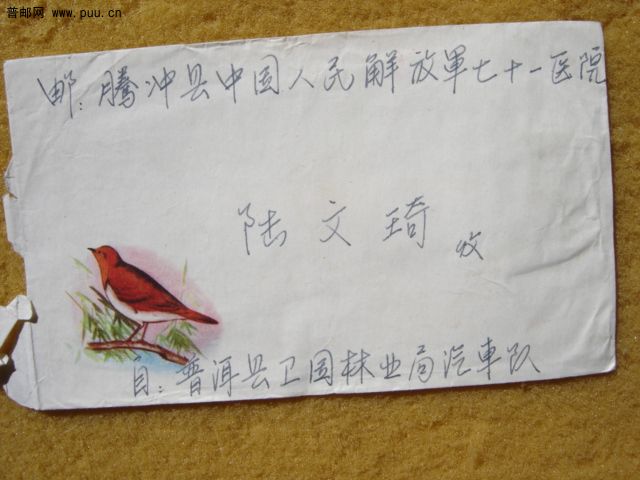 普邮网 www.puu.cn
邮:腾冲县中国人民解放軍七十一医院
陆文琦 收
自:普洱县卫国林业局汽車队